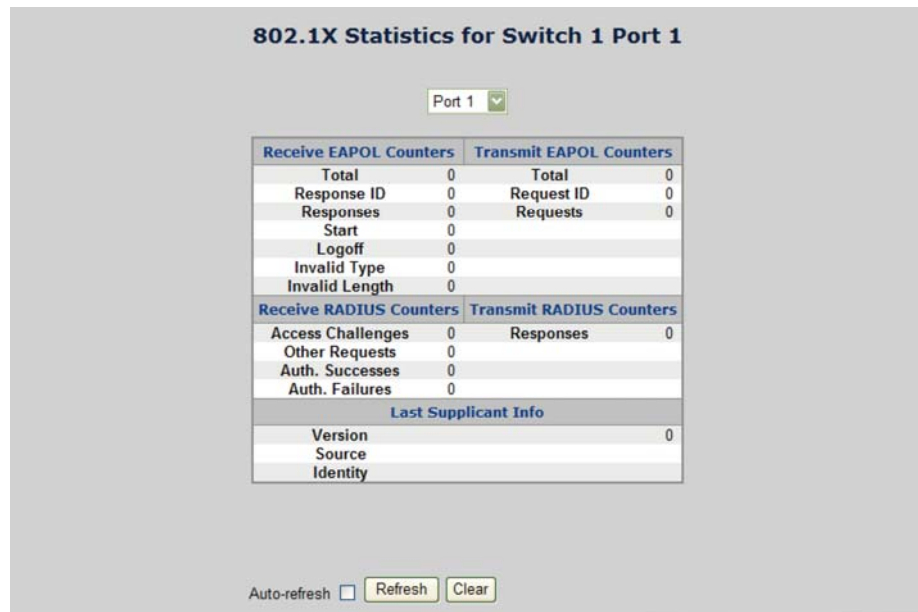 802.1X Statistics for Switch 1 Port 1
Port 1
Receive EAPOL Counters Transmit EAPOL Counters
Total 0 Total 0
Response ID 0 Request ID 0
Responses 0 Requests 0
Start 0
Logoff 0
Invalid Type 0
Invalid Length 0
Receive RADIUS Counters Transmit RADIUS Counters
Access Challenges 0 Responses 0
Other Requests 0
Auth. Successes 0
Auth. Failures 0
Last Supplicant Info
Version 0
Source
Identity
Auto-refresh Refresh Clear